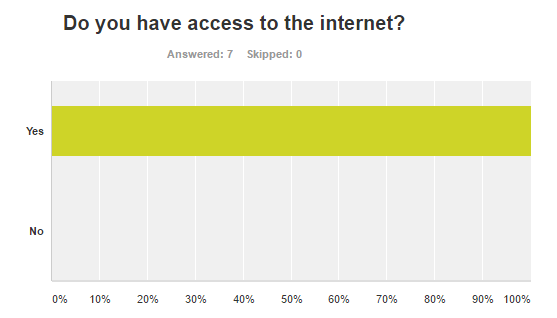 Do you have access to the internet?
Answered: 7 Skipped: 0
Yes
No
0% 10% 20% 30% 40% 50% 60% 70% 80% 90% 100%